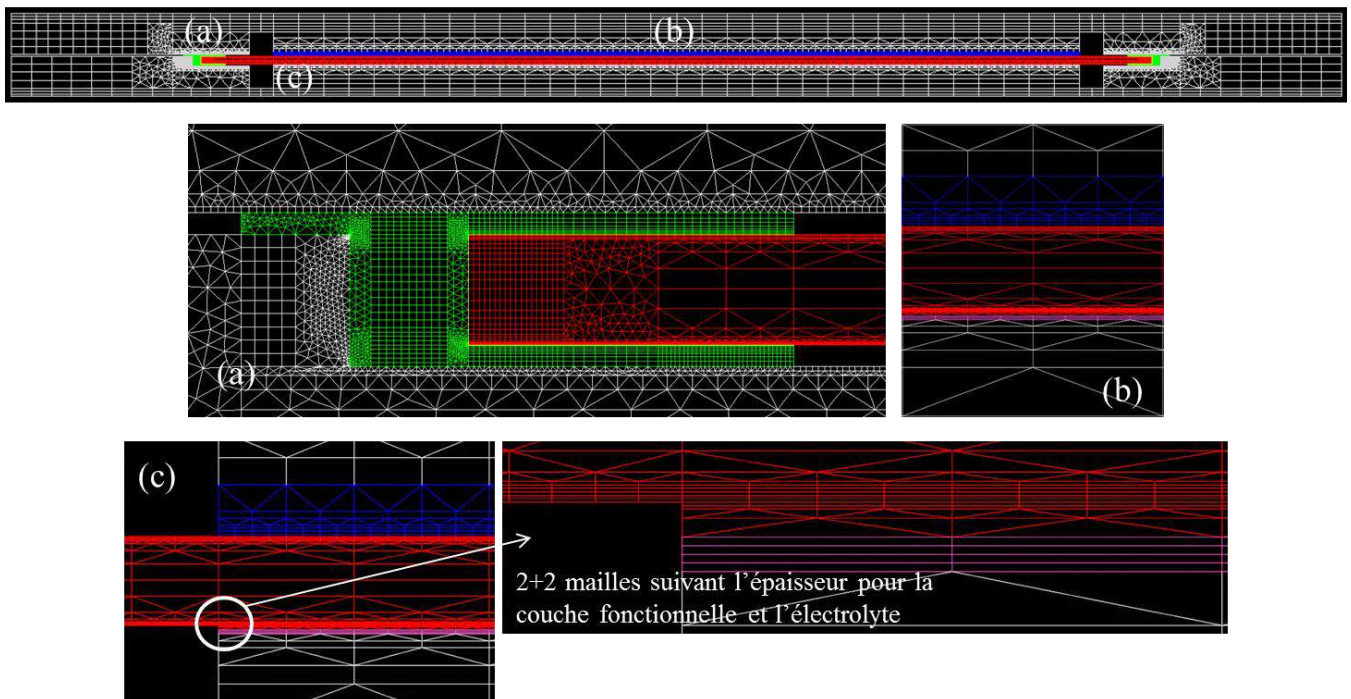 (a)
(b)
(c)
(a)
(b)
(c)
2+2 mailles suivant l'épaisseur pour la
couche fonctionnelle et l'électrolyte